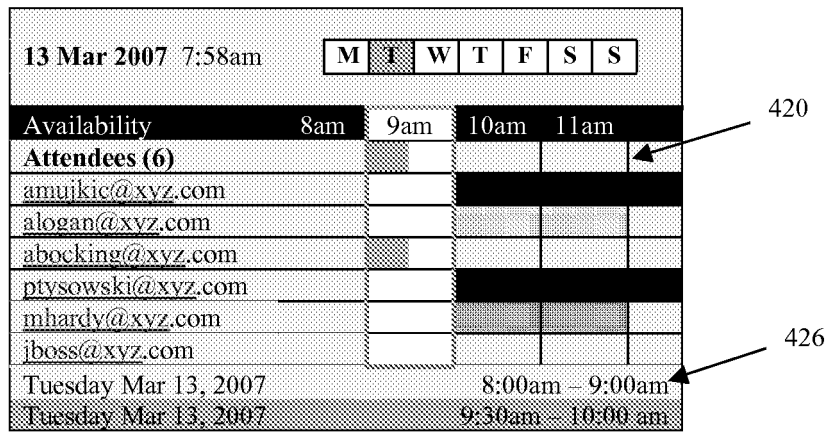 13 Mar 2007 7:58am M T W T F S S
420
Availability 8am 9am 10am 11am
Attendees (6)
amujkic@xyz.com
alogan@xyz.com
abocking@xyz.com
ptysowski@xyz.com
mhardy@xyz.com
jboss@xyz.com
426
Tuesday Mar 13, 2007 8:00am – 9:00am
Tuesday Mar 13, 2007 9:30am – 10:00 am